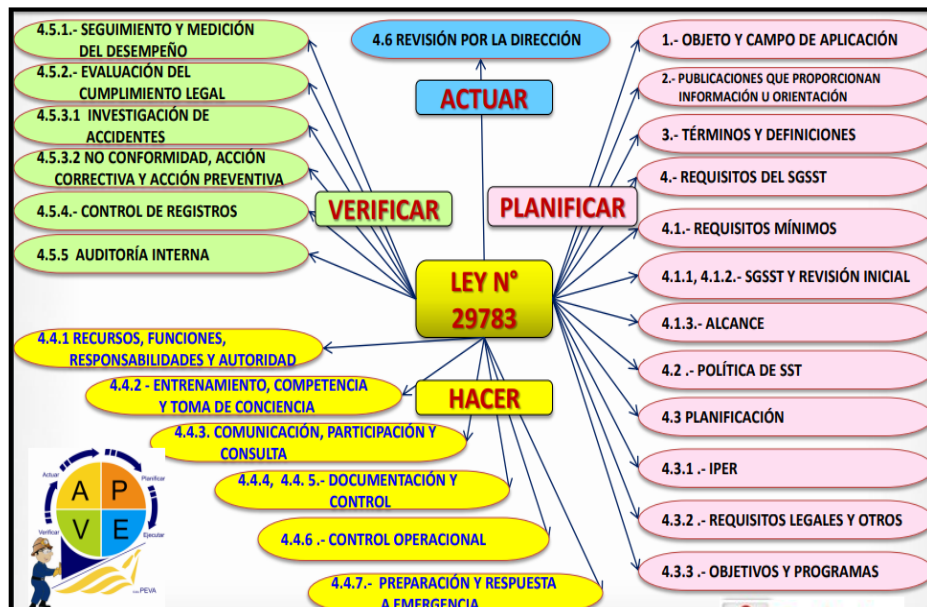 4.5.1.- SEGUIMIENTO Y MEDICIÓN
DEL DESEMPEÑO
4.5.2.- EVALUACIÓN DEL
CUMPLIMIENTO LEGAL
4.5.3.1 INVESTIGACIÓN DE
ACCIDENTES
4.5.3.2 NO CONFORMIDAD, ACCIÓN
CORRECTIVA Y ACCIÓN PREVENTIVA
4.5.4.- CONTROL DE REGISTROS
4.5.5 AUDITORÍA INTERNA
VERIFICAR
4.6 REVISIÓN POR LA DIRECCIÓN
ACTUAR
PLANIFICAR
1.- OBJETO Y CAMPO DE APLICACIÓN
2.- PUBLICACIONES QUE PROPORCIONAN
INFORMACIÓN U ORIENTACIÓN
3.- TÉRMINOS Y DEFINICIONES
4.- REQUISITOS DEL SGSST
4.1.- REQUISITOS MÍNIMOS
4.1.1, 4.1.2.- SGSST Y REVISIÓN INICIAL
4.1.3.- ALCANCE
4.2 .- POLÍTICA DE SST
4.3 PLANIFICACIÓN
4.3.1 .- IPER
4.3.2 .- REQUISITOS LEGALES Y OTROS
4.3.3 .- OBJETIVOS Y PROGRAMAS
LEY N°
29783
HACER
4.4.1 RECURSOS, FUNCIONES,
RESPONSABILIDADES Y AUTORIDAD
4.4.2 - ENTRENAMIENTO, COMPETENCIA
Y TOMA DE CONCIENCIA
4.4.3. COMUNICACIÓN, PARTICIPACIÓN Y
CONSULTA
4.4.4, 4.4. 5.- DOCUMENTACIÓN Y
CONTROL
4.4.6 .- CONTROL OPERACIONAL
4.4.7.- PREPARACIÓN Y RESPUESTA
A EMERGENCIA
Actuar
Planificar
A P
V E
Verificar
Ejecutar
PEVA